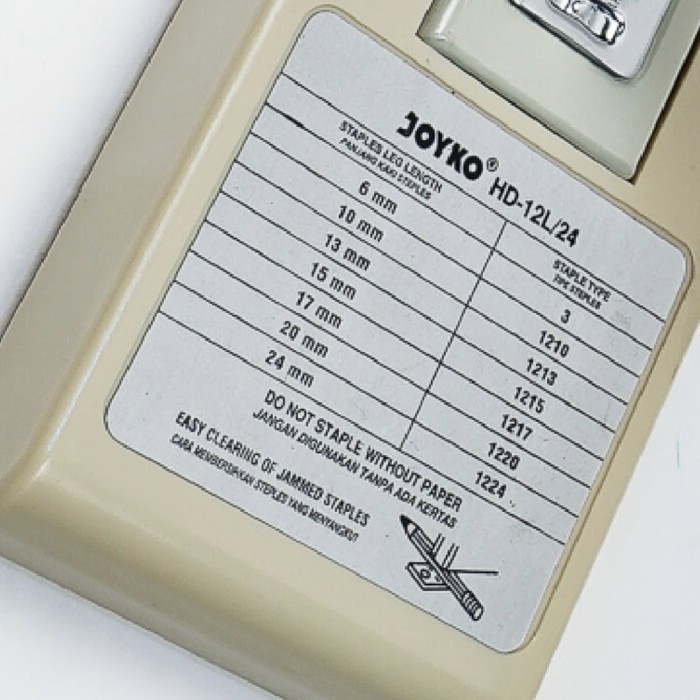 JOYKO® HD-12L/24
STAPLES LEG LENGTH STAPLE TYPE
PANJANG KAKI STEPLES TIPE STEPLES
6 mm 3
10 mm 1210
13 mm 1213
15 mm 1215
17 mm 1217
20 mm 1220
24 mm 1224
DO NOT STAPLE WITHOUT PAPER
JANGAN DIGUNAKAN TANPA ADA KERTAS
EASY CLEARING OF JAMMED STAPLES
CARA MEMBERSIHKAN STEPLES YANG MENYANGKUT